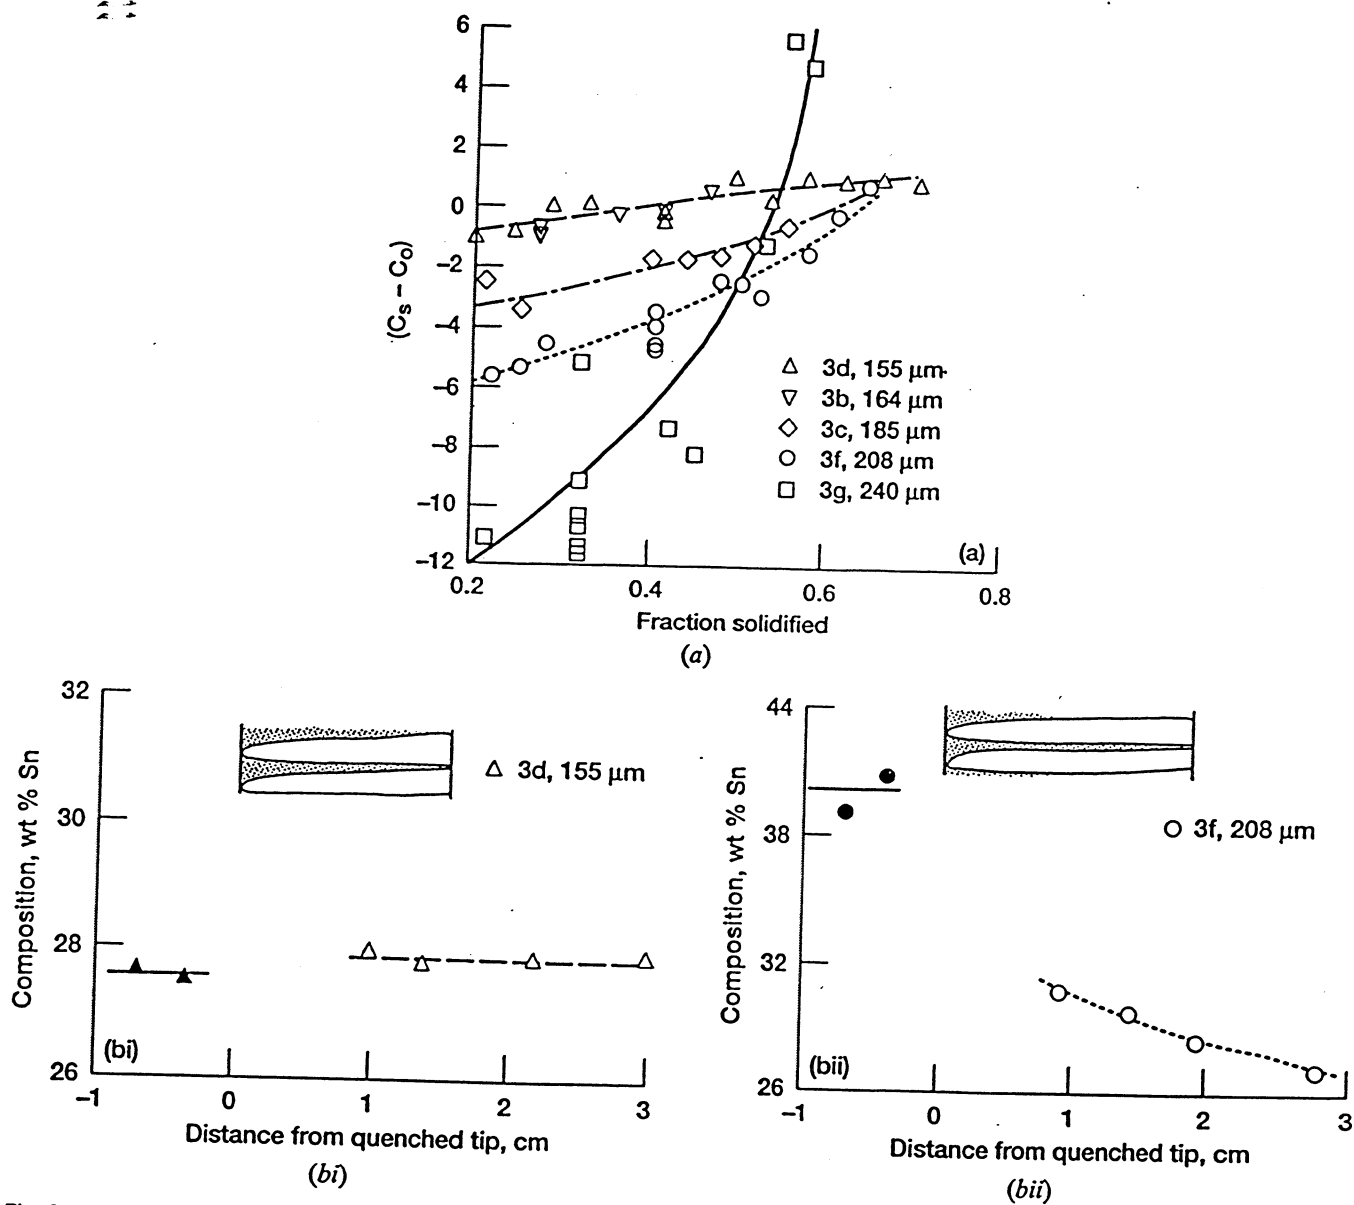 6
4
2
0
−2
−4
−6
−8
−10
−12
(Cs − Co)
3d, 155 μm
3b, 164 μm
3c, 185 μm
3f, 208 μm
3g, 240 μm
(a)
0.2 0.4 0.6 0.8
Fraction solidified
(a)
32
30
28
26
Composition, wt % Sn
3d, 155 μm
(bi)
−1 0 1 2 3
Distance from quenched tip, cm
(bi)
44
38
32
26
Composition, wt % Sn
3f, 208 μm
(bii)
−1 0 1 2 3
Distance from quenched tip, cm
(bii)